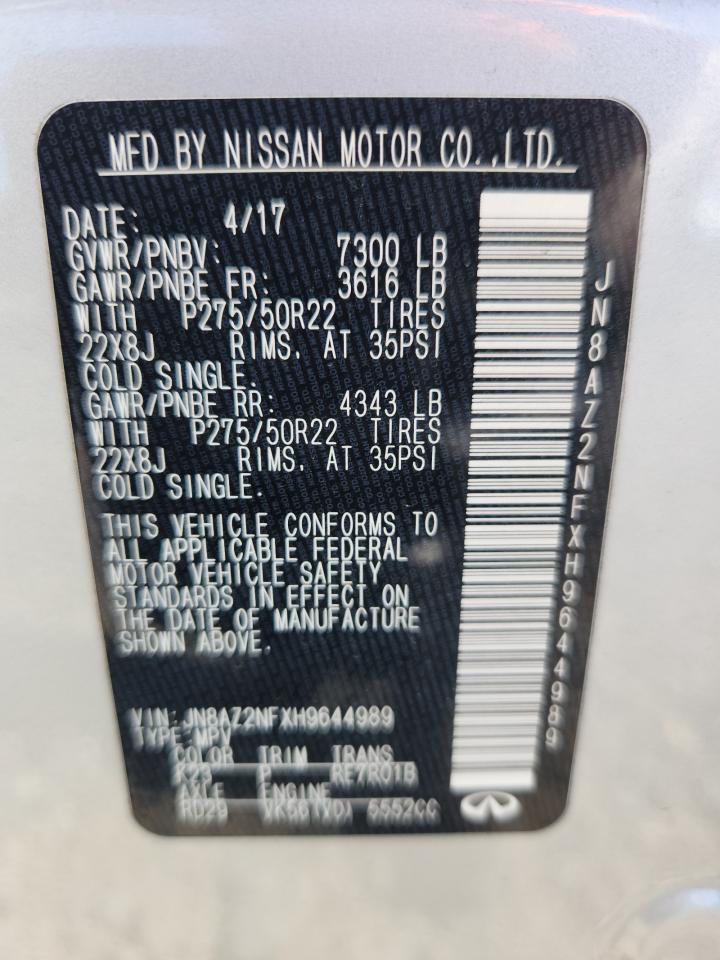 MFD BY NISSAN MOTOR CO.,LTD.
DATE: 4/17
GVWR/PNBV: 7300 LB
GAWR/PNBE FR: 3616 LB
WITH P275/50R22 TIRES
22X8J RIMS. AT 35PSI
COLD SINGLE.
GAWR/PNBE RR: 4343 LB
WITH P275/50R22 TIRES
22X8J RIMS. AT 35PSI
COLD SINGLE.
THIS VEHICLE CONFORMS TO
ALL APPLICABLE FEDERAL
MOTOR VEHICLE SAFETY
STANDARDS IN EFFECT ON
THE DATE OF MANUFACTURE
SHOWN ABOVE.
VIN: JN8AZ2NFXH9644989
TYPE: MPV
COLOR TRIM TRANS
K23 P RE7R01B
AXLE ENGINE
RD29 VK56(VD) 5552CC
JN8AZ2NFXH9644989